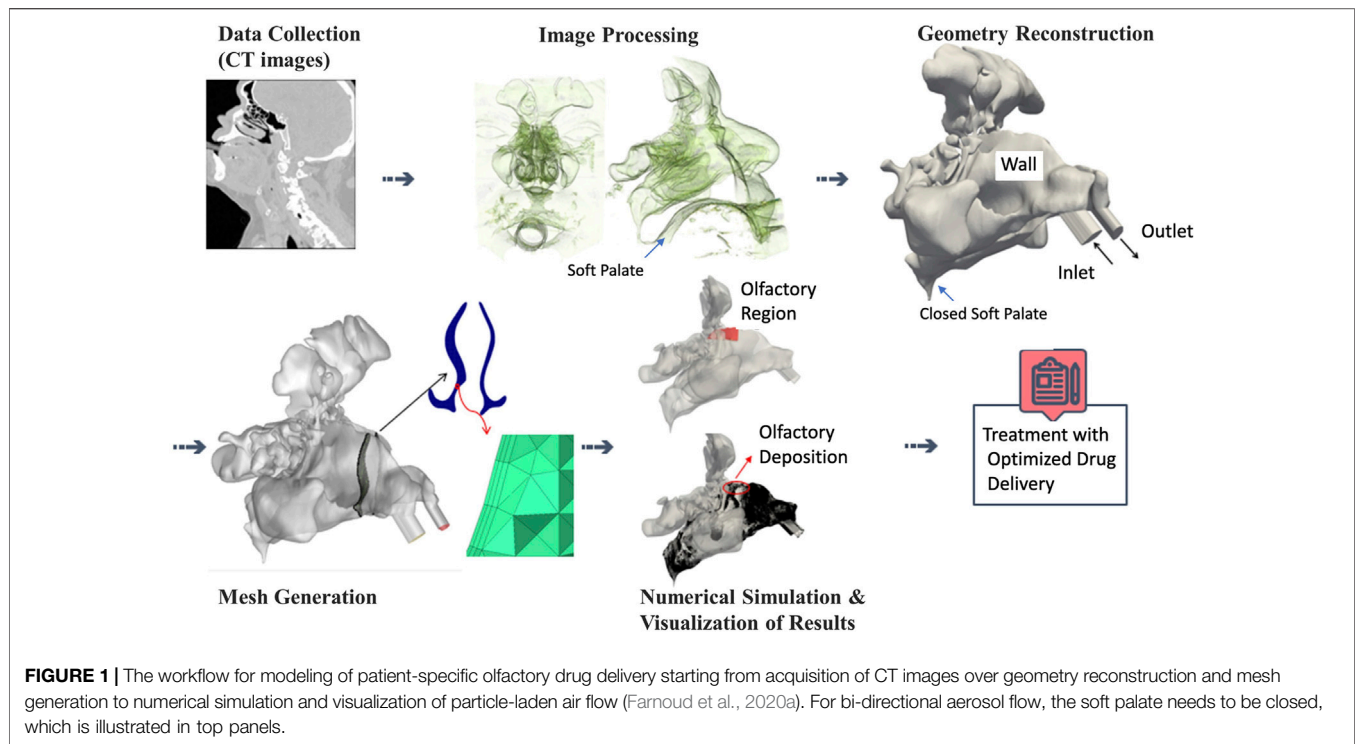 Data Collection
(CT images)
Image Processing
Geometry Reconstruction
Wall
Outlet
Inlet
Soft Palate
Closed Soft Palate
Olfactory
Region
Olfactory
Deposition
Treatment with
Optimized Drug
Delivery
Mesh Generation
Numerical Simulation &
Visualization of Results
FIGURE 1 | The workflow for modeling of patient-specific olfactory drug delivery starting from acquisition of CT images over geometry reconstruction and mesh
generation to numerical simulation and visualization of particle-laden air flow (Farnoud et al., 2020a). For bi-directional aerosol flow, the soft palate needs to be closed,
which is illustrated in top panels.